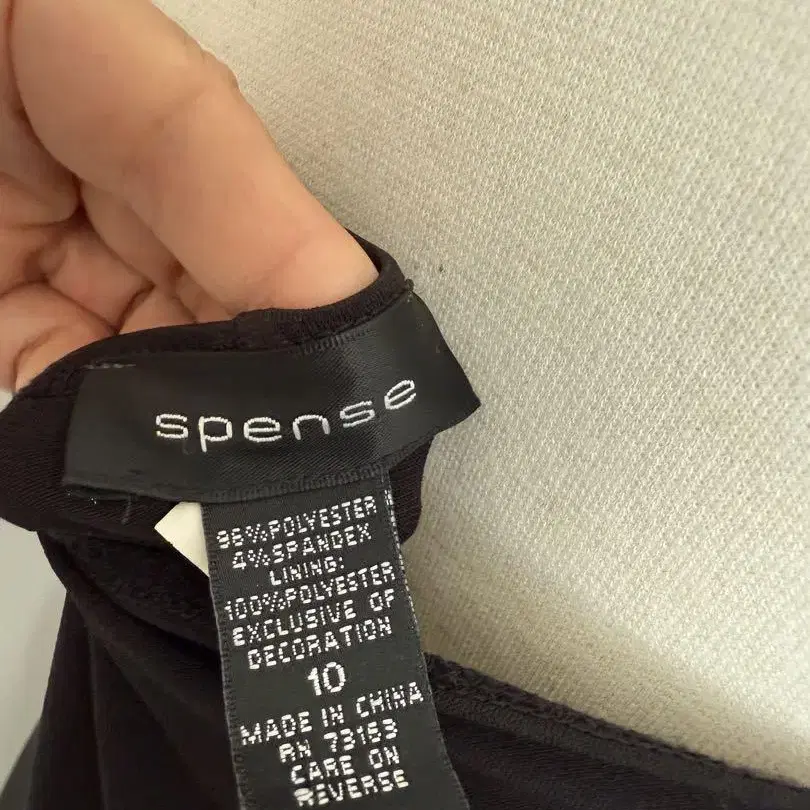 spense
96%POLYESTER
4%SPANDEX
LINING:
100%POLYESTER
EXCLUSIVE OF
DECORATION
10
MADE IN CHINA
RN 73163
CARE ON
REVERSE